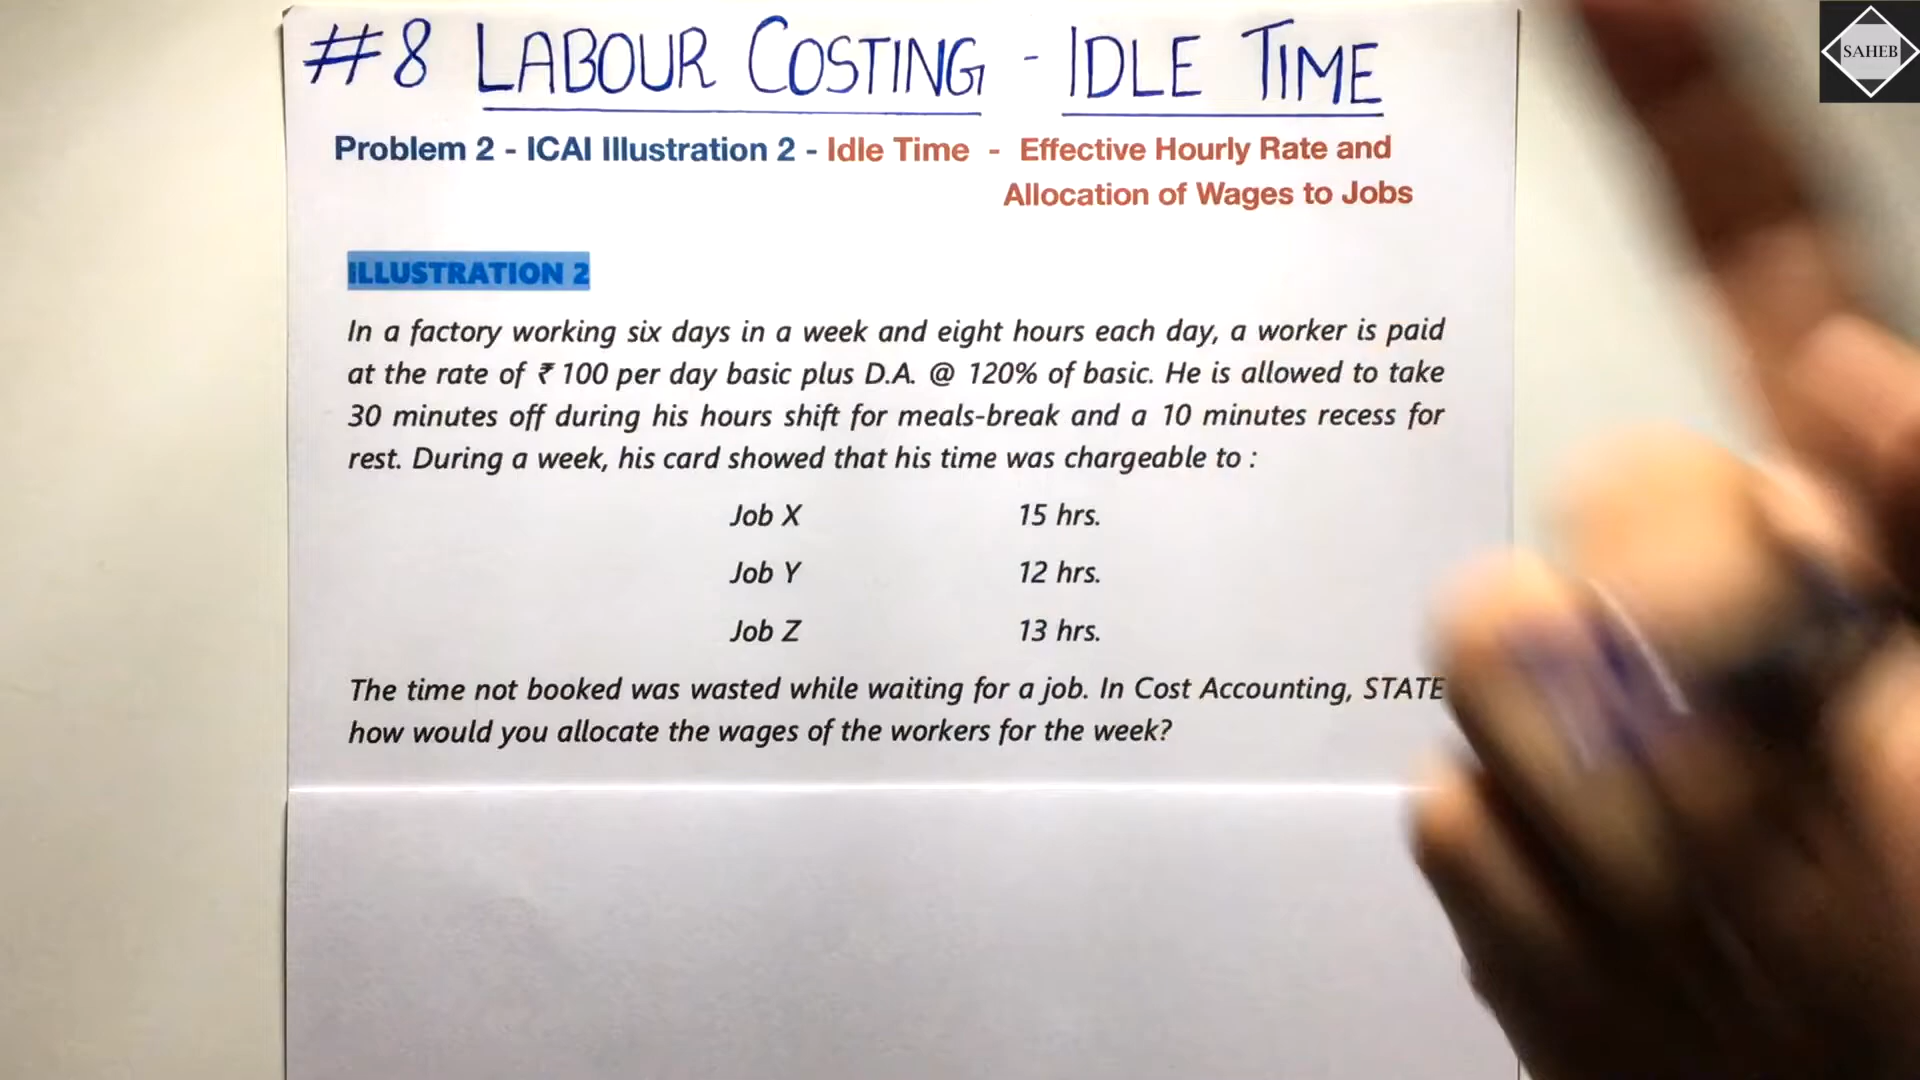 #8 LABOUR COSTING - IDLE TIME
SAHEB
Problem 2 - ICAI Illustration 2 - Idle Time - Effective Hourly Rate and
Allocation of Wages to Jobs
ILLUSTRATION 2
In a factory working six days in a week and eight hours each day, a worker is paid
at the rate of ₹ 100 per day basic plus D.A. @ 120% of basic. He is allowed to take
30 minutes off during his hours shift for meals-break and a 10 minutes recess for
rest. During a week, his card showed that his time was chargeable to :
Job X 15 hrs.
Job Y 12 hrs.
Job Z 13 hrs.
The time not booked was wasted while waiting for a job. In Cost Accounting, STATE
how would you allocate the wages of the workers for the week?